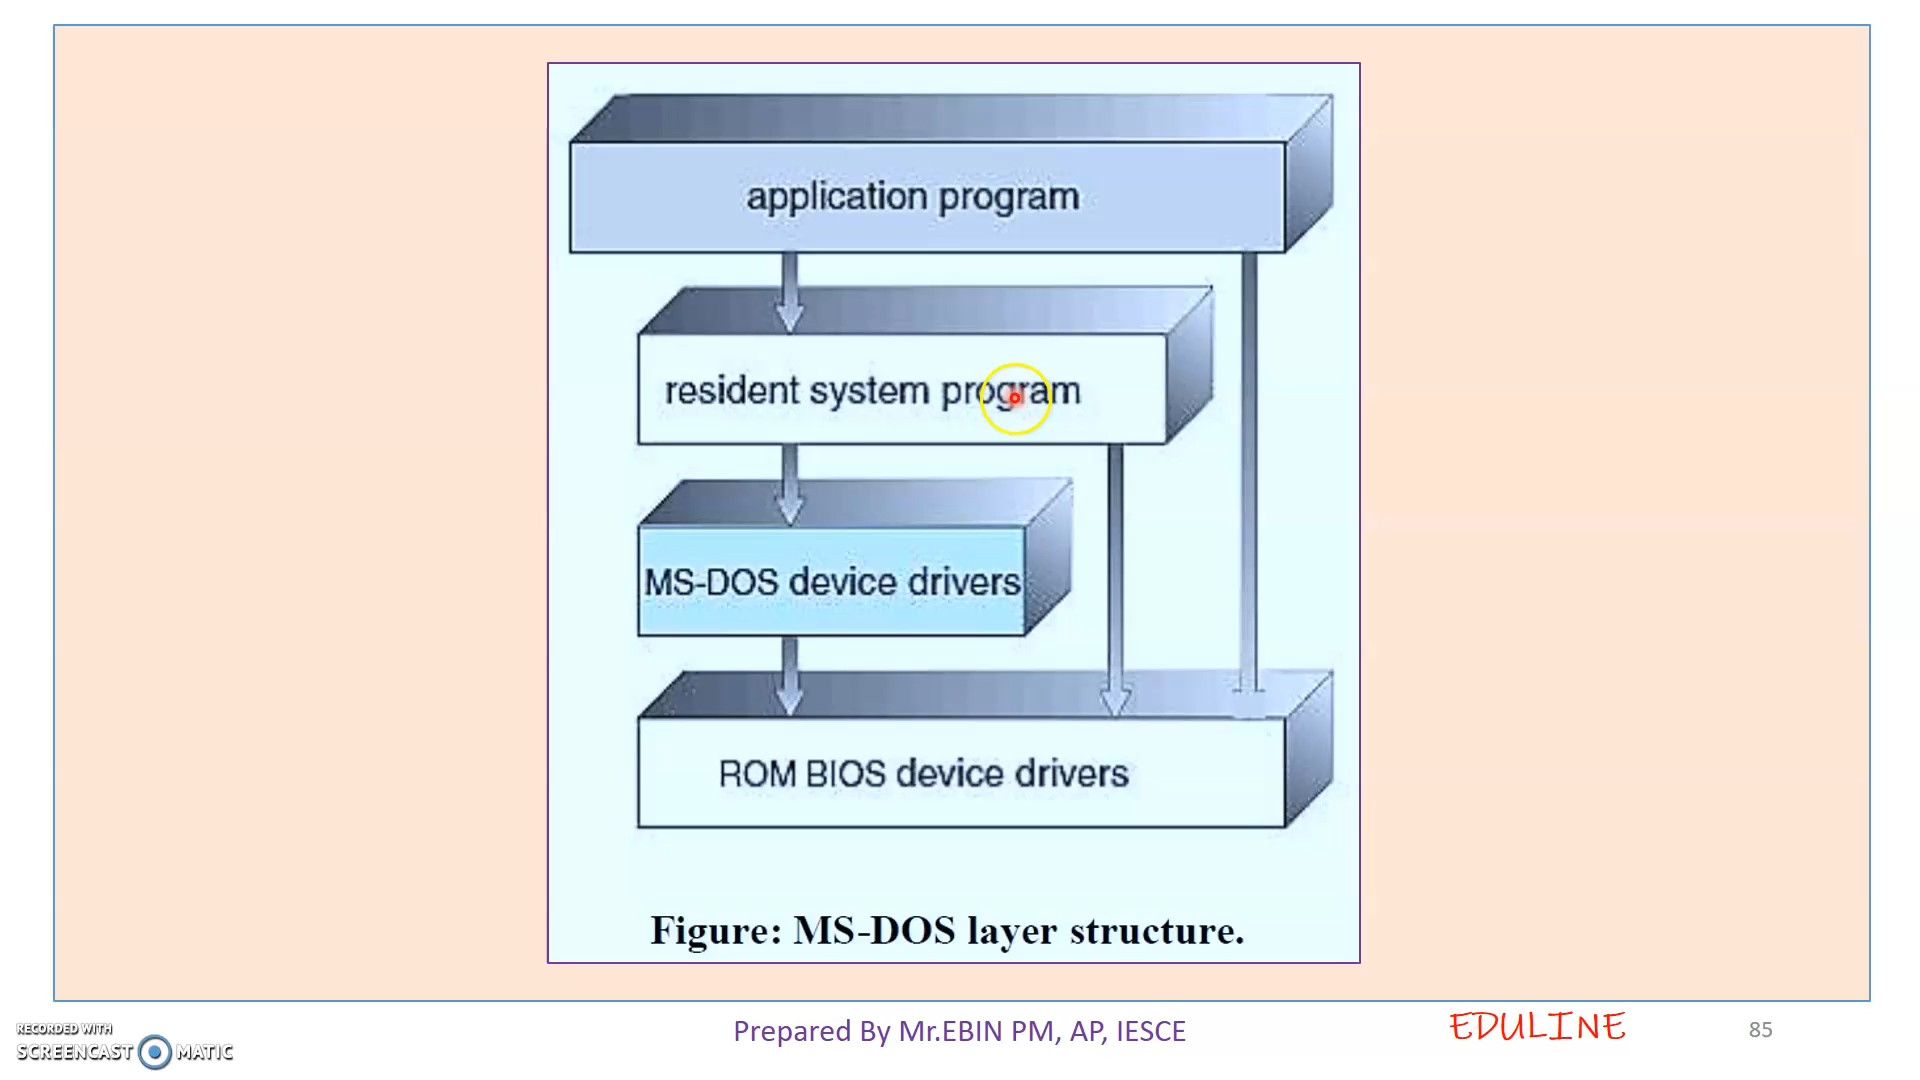 application program
resident system program
MS-DOS device drivers
ROM BIOS device drivers
Figure: MS-DOS layer structure.
RECORDED WITH
SCREENCAST MATIC
Prepared By Mr.EBIN PM, AP, IESCE
EDULINE
85